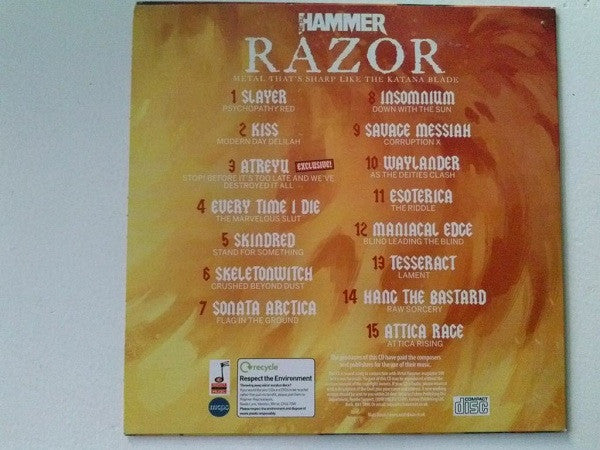 HAMMER
RAZOR
METAL THAT'S SHARP LIKE THE KATANA BLADE
1 SLAYER
PSYCHOPATHY RED
2 KISS
MODERN DAY DELILAH
3 ATREYU EXCLUSIVE!
STOP! BEFORE IT'S TOO LATE AND WE'VE
DESTROYED IT ALL
4 EVERY TIME I DIE
THE MARVELOUS SLUT
5 SKINDRED
STAND FOR SOMETHING
6 SKELETONWITCH
CRUSHED BEYOND DUST
7 SONATA ARCTICA
FLAG IN THE GROUND
8 INSOMNIUM
DOWN WITH THE SUN
9 SAVAGE MESSIAH
CORRUPTION X
10 WAYLANDER
AS THE DEITIES CLASH
11 ESOTERICA
THE RIDDLE
12 MANIACAL EDGE
BLIND LEADING THE BLIND
13 TESSERACT
LAMENT
14 HANG THE BASTARD
RAW SORCERY
15 ATTICA RAGE
ATTICA RISING
recycle
Respect the Environment
mcps
The producers of this CD have paid the composers
and publishers for the use of their music.
COMPACT
disc